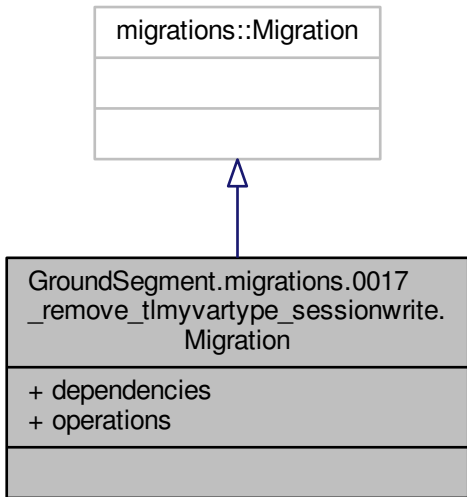 migrations::Migration
GroundSegment.migrations.0017
_remove_tlmyvartype_sessionwrite.
Migration
+ dependencies
+ operations